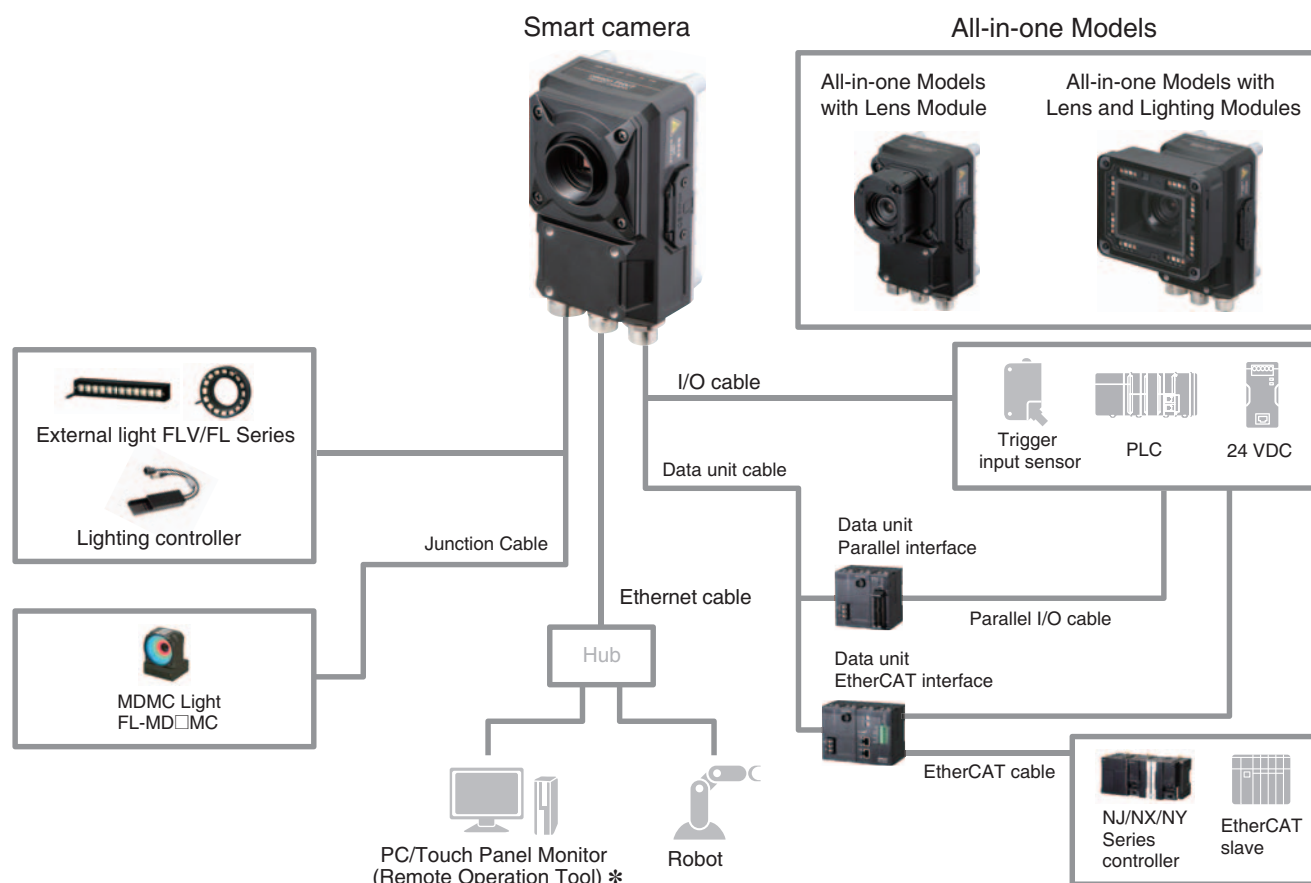 Smart camera
All-in-one Models
All-in-one Models
with Lens Module
All-in-one Models with
Lens and Lighting Modules
External light FLV/FL Series
Lighting controller
I/O cable
Trigger
input sensor
PLC
24 VDC
Data unit cable
Junction Cable
Data unit
Parallel interface
Ethernet cable
Parallel I/O cable
Hub
Data unit
EtherCAT interface
MDMC Light
FL-MD□MC
EtherCAT cable
NJ/NX/NY
Series
controller
EtherCAT
slave
PC/Touch Panel Monitor
(Remote Operation Tool) ✻
Robot